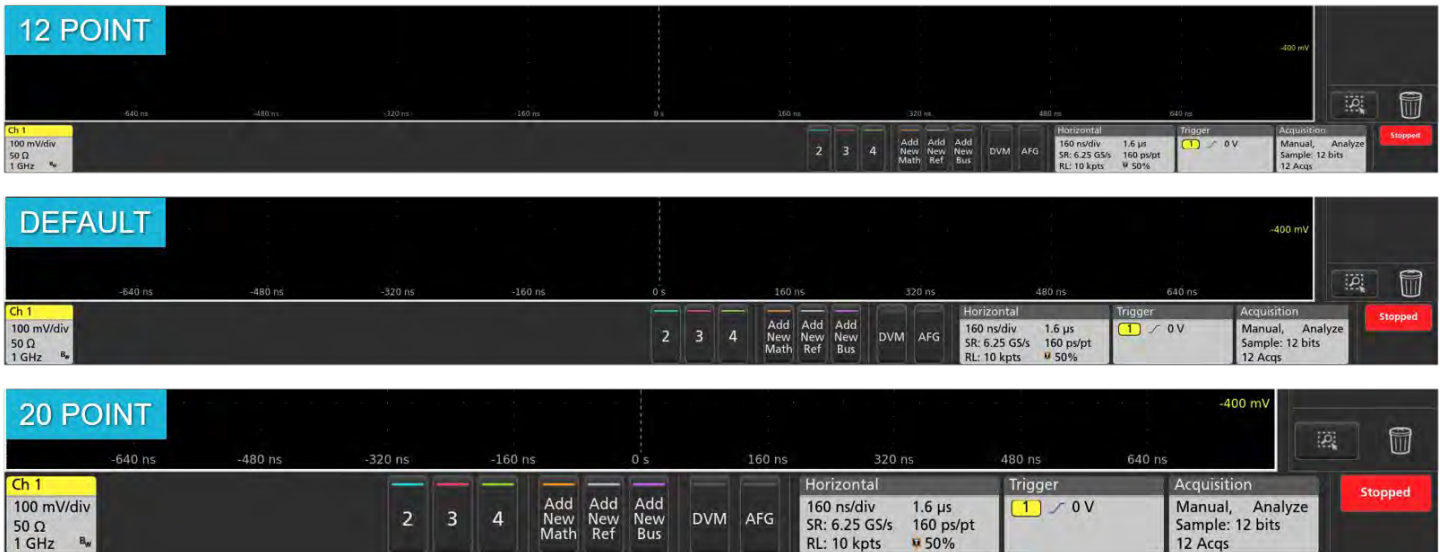 12 POINT
-400 mV
-640 ns -480 ns -320 ns -160 ns 0 s 160 ns 320 ns 480 ns 640 ns
Ch 1
100 mV/div
50 Ω
1 GHz Bw
2 3 4
Add New Math
Add New Ref
Add New Bus
DVM AFG
Horizontal
160 ns/div 1.6 µs
SR: 6.25 GS/s 160 ps/pt
RL: 10 kpts 50%
Trigger
1 0 V
Acquisition
Manual, Analyze
Sample: 12 bits
12 Acqs
Stopped
DEFAULT
-400 mV
-640 ns -480 ns -320 ns -160 ns 0 s 160 ns 320 ns 480 ns 640 ns
Ch 1
100 mV/div
50 Ω
1 GHz Bw
2 3 4
Add New Math
Add New Ref
Add New Bus
DVM AFG
Horizontal
160 ns/div 1.6 µs
SR: 6.25 GS/s 160 ps/pt
RL: 10 kpts 50%
Trigger
1 0 V
Acquisition
Manual, Analyze
Sample: 12 bits
12 Acqs
Stopped
20 POINT
-400 mV
-640 ns -480 ns -320 ns -160 ns 0 s 160 ns 320 ns 480 ns 640 ns
Ch 1
100 mV/div
50 Ω
1 GHz Bw
2 3 4
Add New Math
Add New Ref
Add New Bus
DVM AFG
Horizontal
160 ns/div 1.6 µs
SR: 6.25 GS/s 160 ps/pt
RL: 10 kpts 50%
Trigger
1 0 V
Acquisition
Manual, Analyze
Sample: 12 bits
12 Acqs
Stopped